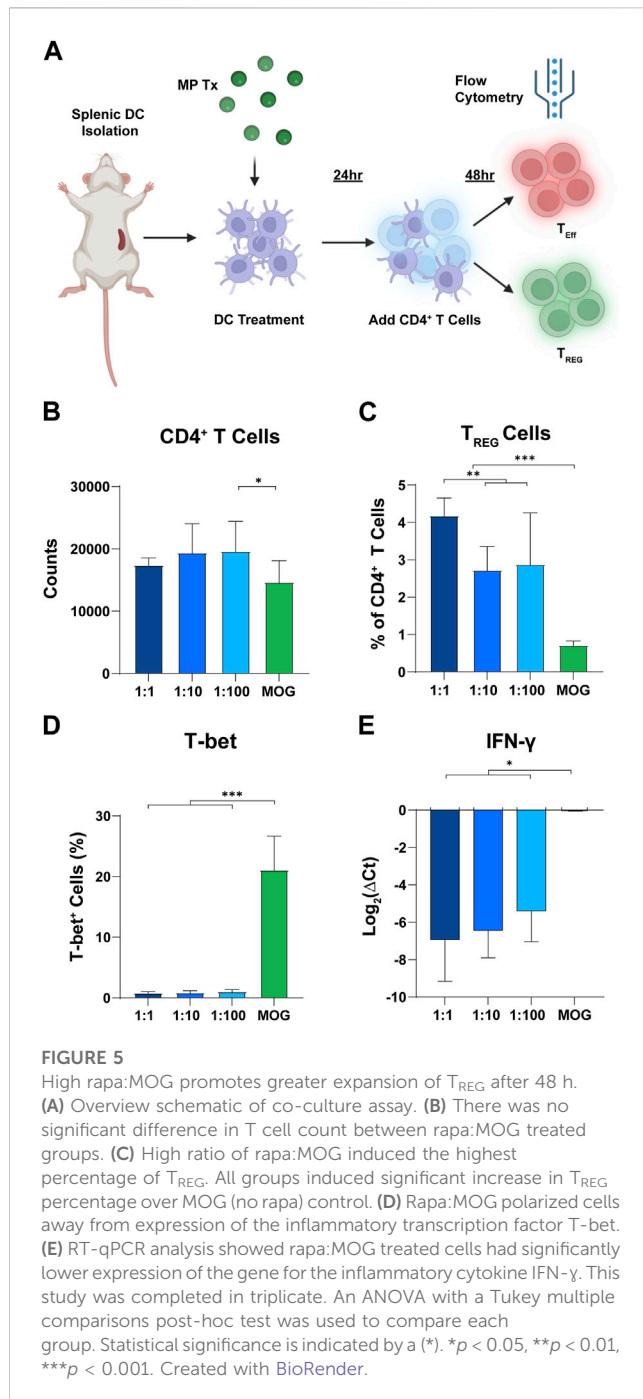 A
MP Tx
Splenic DC
Isolation
Flow
Cytometry
24hr
48hr
T_Eff
DC Treatment
Add CD4⁺ T Cells
T_REG
B
CD4⁺ T Cells
Counts
30000
20000
10000
0
*
1:1 1:10 1:100 MOG
C
T_REG Cells
% of CD4⁺ T Cells
5
4
3
2
1
0
***
**
1:1 1:10 1:100 MOG
D
T-bet
T-bet⁺ Cells (%)
30
20
10
0
***
1:1 1:10 1:100 MOG
E
IFN-γ
Log₂(ΔCt)
0
-2
-4
-6
-8
-10
*
1:1 1:10 1:100 MOG
FIGURE 5
High rapa:MOG promotes greater expansion of T_REG after 48 h.
(A) Overview schematic of co-culture assay. (B) There was no
significant difference in T cell count between rapa:MOG treated
groups. (C) High ratio of rapa:MOG induced the highest
percentage of T_REG. All groups induced significant increase in T_REG
percentage over MOG (no rapa) control. (D) Rapa:MOG polarized cells
away from expression of the inflammatory transcription factor T-bet.
(E) RT-qPCR analysis showed rapa:MOG treated cells had significantly
lower expression of the gene for the inflammatory cytokine IFN-ɣ. This
study was completed in triplicate. An ANOVA with a Tukey multiple
comparisons post-hoc test was used to compare each
group. Statistical significance is indicated by a (*). *p < 0.05, **p < 0.01,
***p < 0.001. Created with BioRender.